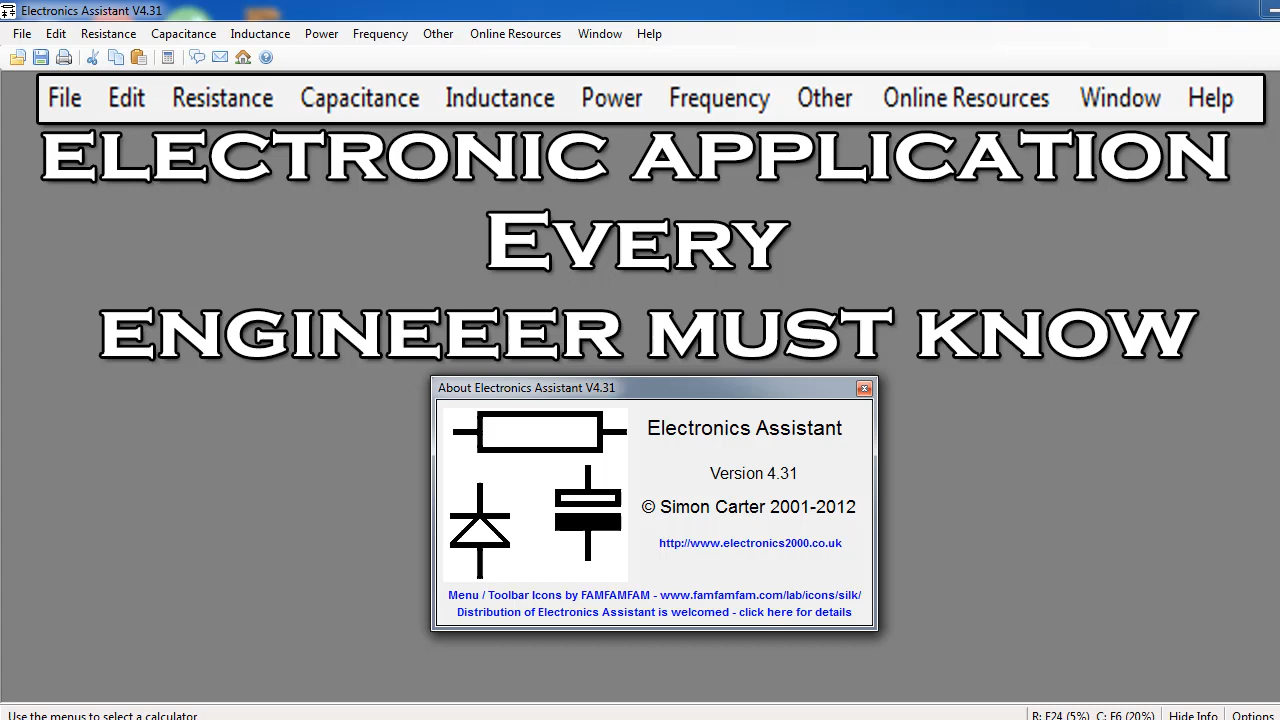 Electronics Assistant V4.31
File Edit Resistance Capacitance Inductance Power Frequency Other Online Resources Window Help
File Edit Resistance Capacitance Inductance Power Frequency Other Online Resources Window Help
ELECTRONIC APPLICATION
EVERY
ENGINEEER MUST KNOW
About Electronics Assistant V4.31
Electronics Assistant
Version 4.31
© Simon Carter 2001-2012
http://www.electronics2000.co.uk
Menu / Toolbar Icons by FAMFAMFAM - www.famfamfam.com/lab/icons/silk/
Distribution of Electronics Assistant is welcomed - click here for details
Use the menus to select a calculator R: E24 (5%) C: E6 (20%) Hide Info Options